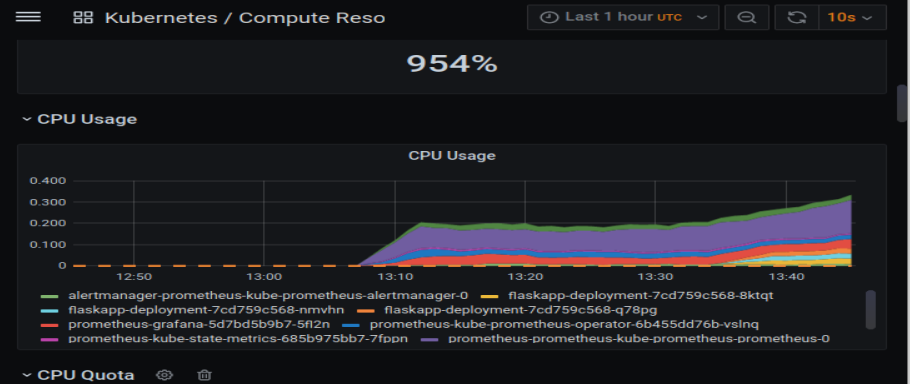 Kubernetes / Compute Reso Last 1 hour UTC 10s
954%
CPU Usage
CPU Usage
0.400
0.300
0.200
0.100
0
12:50 13:00 13:10 13:20 13:30 13:40
alertmanager-prometheus-kube-prometheus-alertmanager-0 flaskapp-deployment-7cd759c568-8ktqt
flaskapp-deployment-7cd759c568-nmvhn flaskapp-deployment-7cd759c568-q78pg
prometheus-grafana-5d7bd5b9b7-5fl2n prometheus-kube-prometheus-operator-6b455dd76b-vslnq
prometheus-kube-state-metrics-685b975bb7-7fppn prometheus-prometheus-kube-prometheus-prometheus-0
CPU Quota